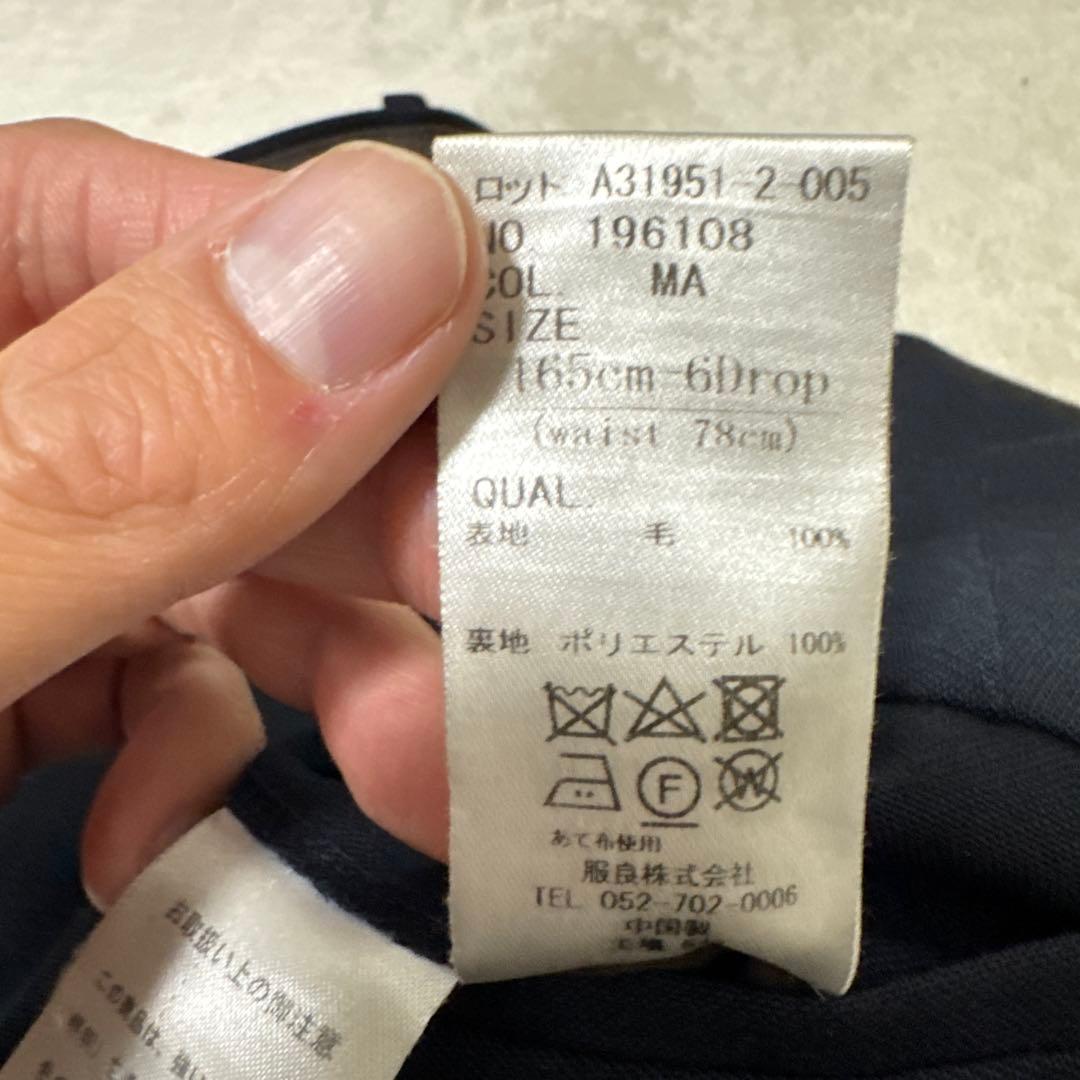 ロット A31951-2-005
NO. 196108
COL. MA
SIZE
165cm-6Drop
(waist 78cm)
QUAL.
表地 毛 100%
裏地 ポリエステル 100%
F W
あて布使用
服良株式会社
TEL 052-702-0006
中国製
お取扱い上の御注意
この商品は、強い